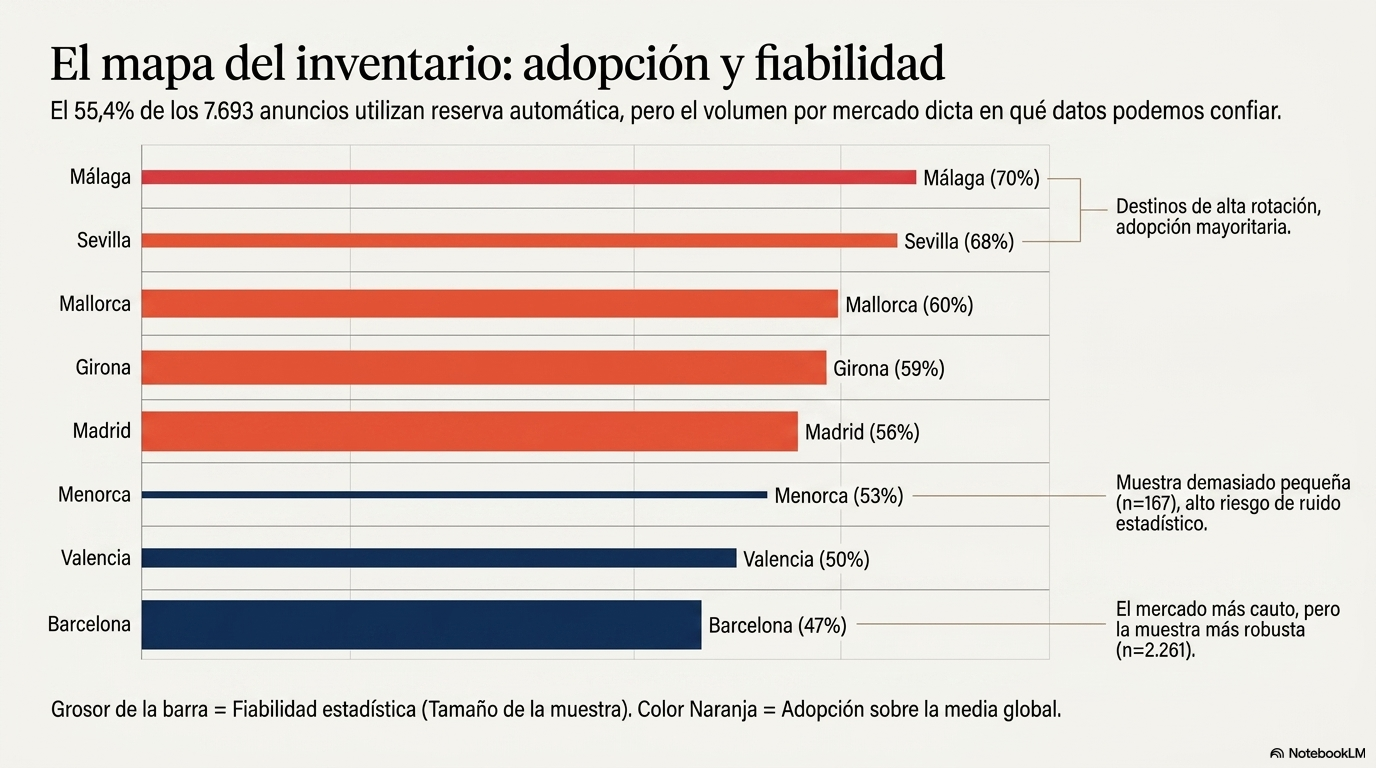 El mapa del inventario: adopción y fiabilidad
El 55,4% de los 7.693 anuncios utilizan reserva automática, pero el volumen por mercado dicta en qué datos podemos confiar.
Málaga
Málaga (70%)
Destinos de alta rotación,
adopción mayoritaria.
Sevilla
Sevilla (68%)
Mallorca
Mallorca (60%)
Girona
Girona (59%)
Madrid
Madrid (56%)
Menorca
Menorca (53%)
Muestra demasiado pequeña
(n=167), alto riesgo de ruido
estadístico.
Valencia
Valencia (50%)
Barcelona
Barcelona (47%)
El mercado más cauto, pero
la muestra más robusta
(n=2.261).
Grosor de la barra = Fiabilidad estadística (Tamaño de la muestra). Color Naranja = Adopción sobre la media global.
NotebookLM